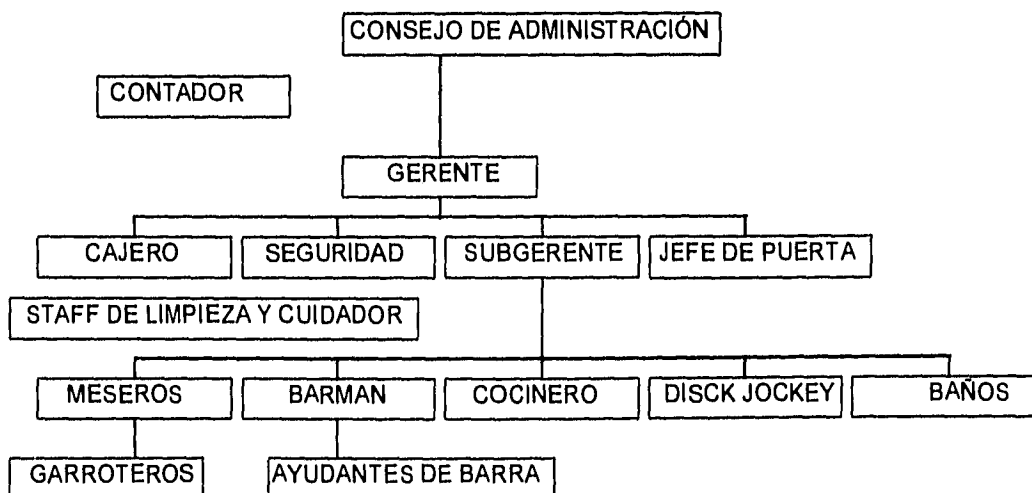 CONSEJO DE ADMINISTRACIÓN
CONTADOR
GERENTE
CAJERO
SEGURIDAD
SUBGERENTE
JEFE DE PUERTA
STAFF DE LIMPIEZA Y CUIDADOR
MESEROS
BARMAN
COCINERO
DISCK JOCKEY
BAÑOS
GARROTEROS
AYUDANTES DE BARRA